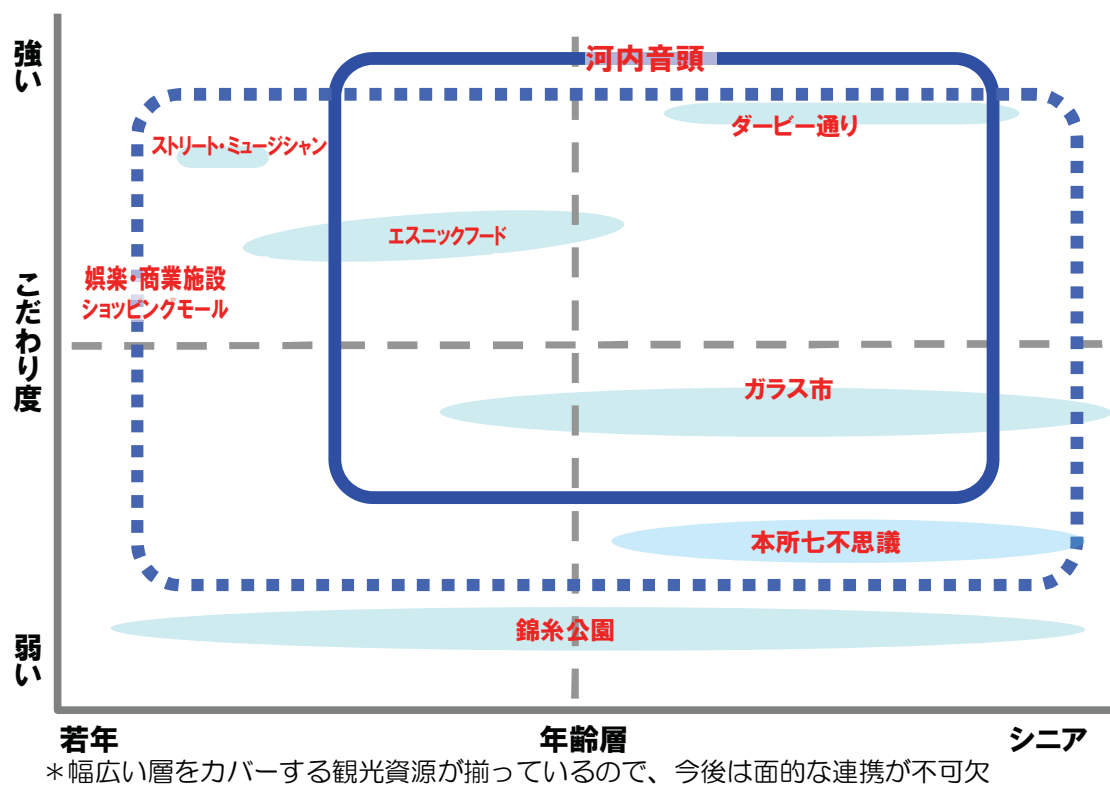 強い
河内音頭
ダービー通り
ストリート・ミュージシャン
エスニックフード
娯楽・商業施設
ショッピングモール
こだわり度
ガラス市
本所七不思議
錦糸公園
弱い
若年
年齢層
シニア
＊幅広い層をカバーする観光資源が揃っているので、今後は面的な連携が不可欠